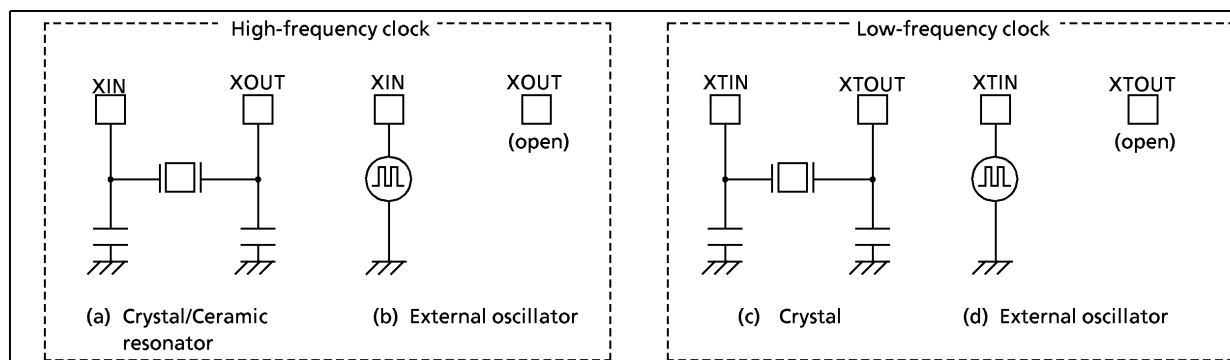 High-frequency clock
XIN
XOUT
XIN
XOUT
(open)
(a) Crystal/Ceramic
resonator
(b) External oscillator
Low-frequency clock
XTIN
XTOUT
XTIN
XTOUT
(open)
(c) Crystal
(d) External oscillator